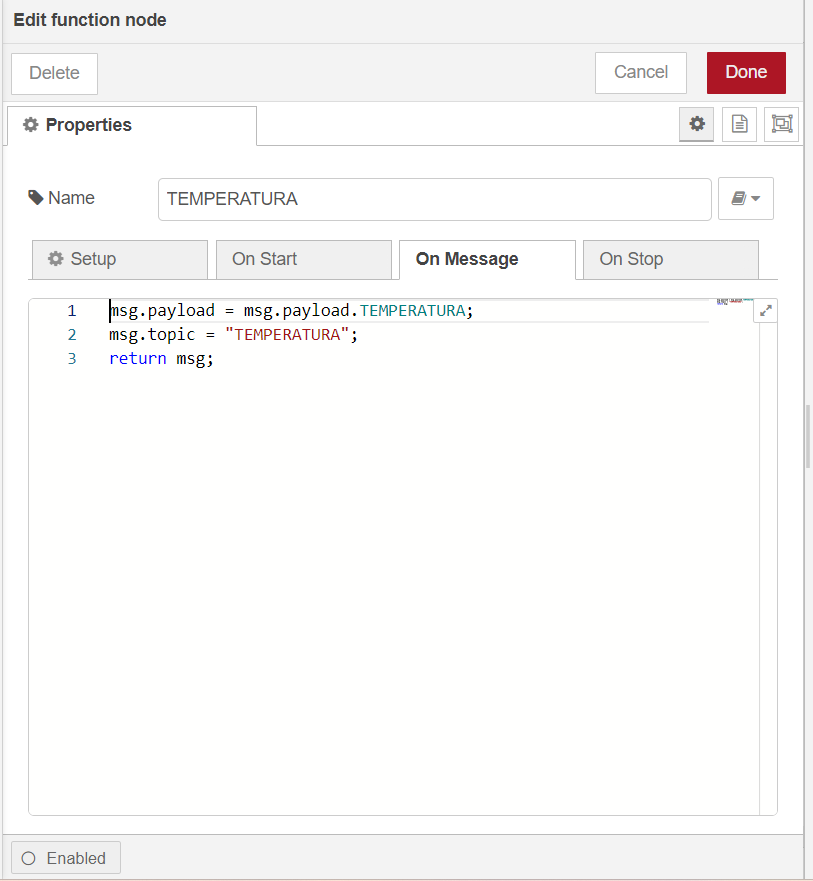 Edit function node
Delete
Cancel
Done
Properties
Name
TEMPERATURA
Setup
On Start
On Message
On Stop
1 msg.payload = msg.payload.TEMPERATURA;
2 msg.topic = "TEMPERATURA";
3 return msg;
Enabled